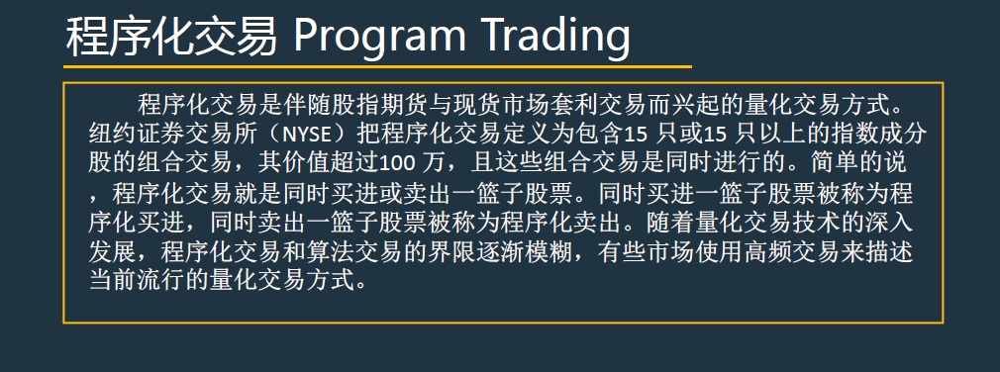 程序化交易 Program Trading
程序化交易是伴随股指期货与现货市场套利交易而兴起的量化交易方式。
纽约证券交易所（NYSE）把程序化交易定义为包含15 只或15 只以上的指数成分
股的组合交易，其价值超过100 万，且这些组合交易是同时进行的。简单的说
，程序化交易就是同时买进或卖出一篮子股票。同时买进一篮子股票被称为程
序化买进，同时卖出一篮子股票被称为程序化卖出。随着量化交易技术的深入
发展，程序化交易和算法交易的界限逐渐模糊，有些市场使用高频交易来描述
当前流行的量化交易方式。